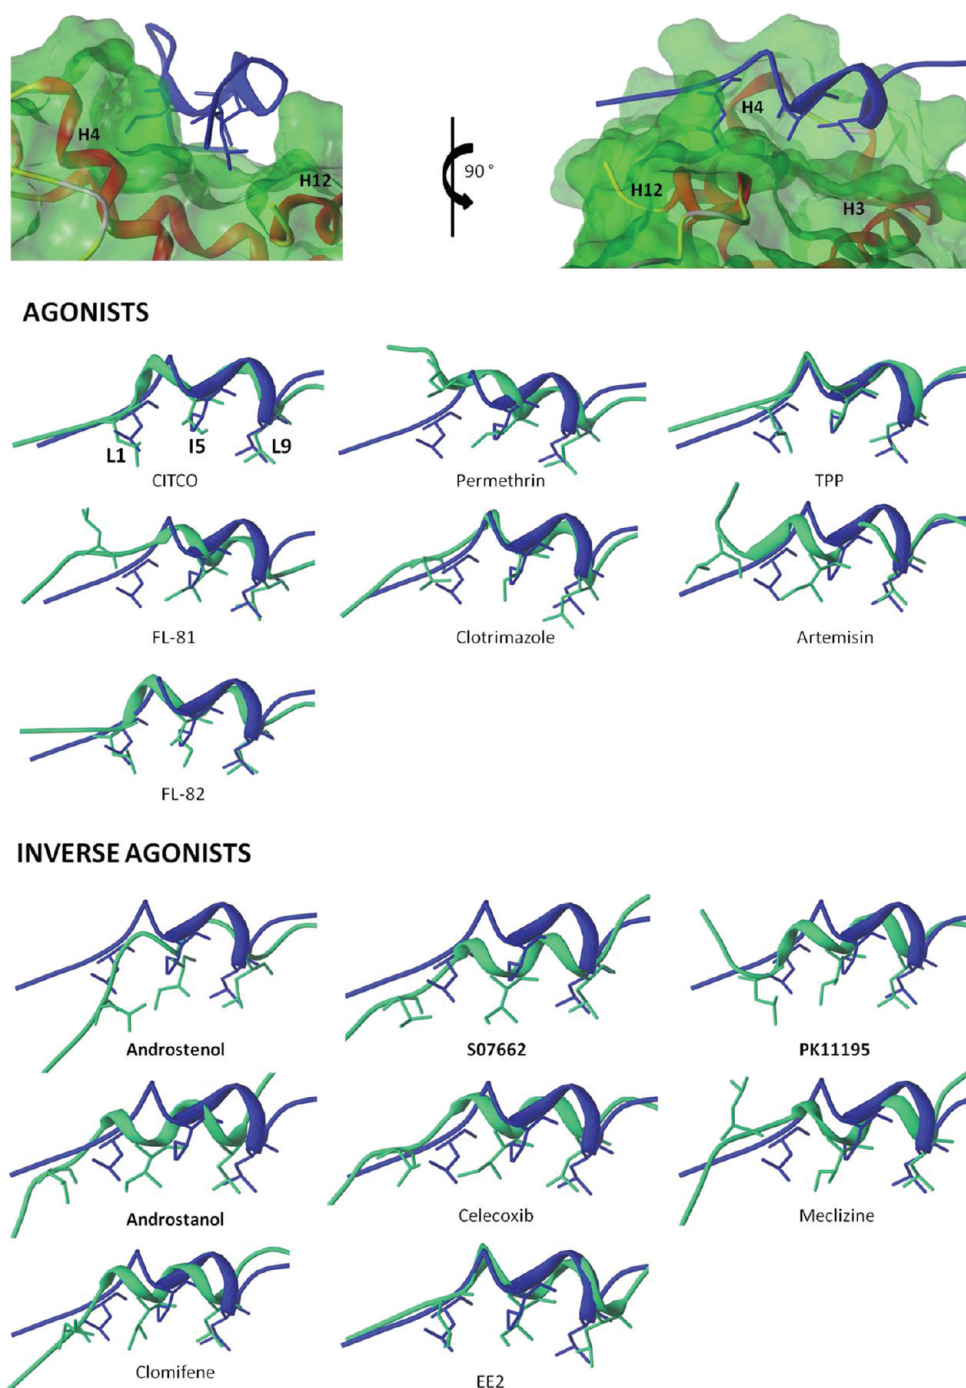 H4
H12
90°
H4
H12
H3
AGONISTS
L1
I5
L9
CITCO
Permethrin
TPP
FL-81
Clotrimazole
Artemisin
FL-82
INVERSE AGONISTS
Androstenol
S07662
PK11195
Androstanol
Celecoxib
Meclizine
Clomifene
EE2